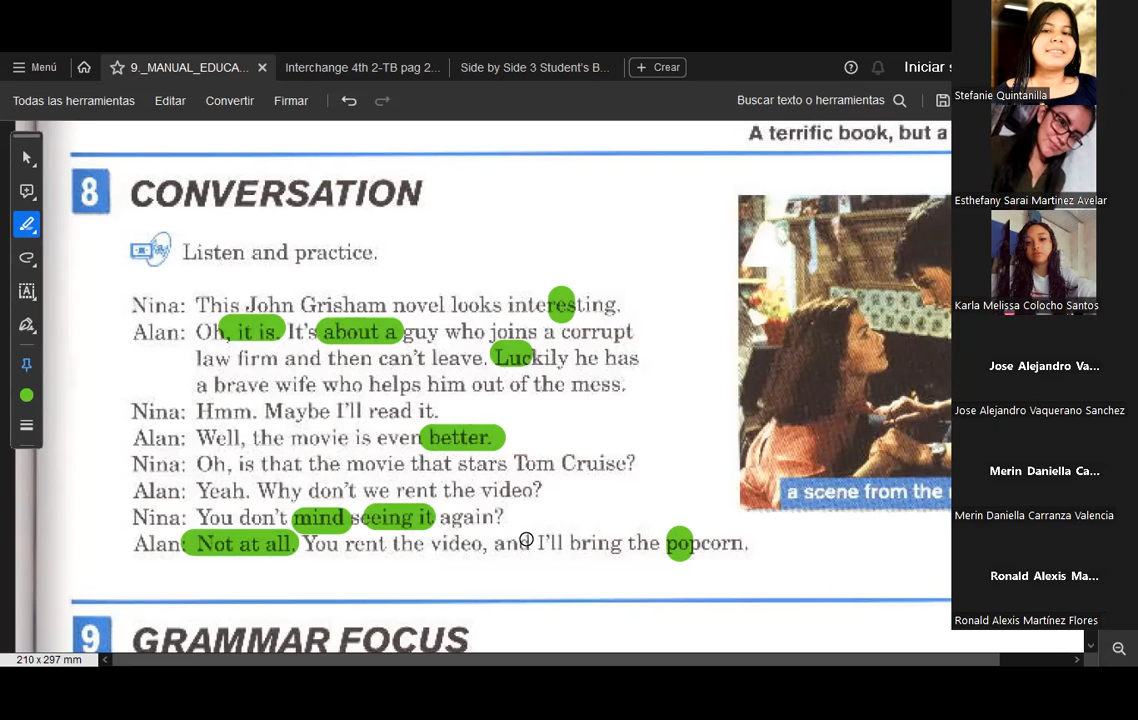 Menú
9._MANUAL_EDUCA...
Interchange 4th 2-TB pag 2...
Side by Side 3 Student's B...
Crear
Iniciar s
Todas las herramientas
Editar
Convertir
Firmar
Buscar texto o herramientas
A terrific book, but a
8 CONVERSATION
Listen and practice.
Nina: This John Grisham novel looks interesting.
Alan: Oh, it is. It's about a guy who joins a corrupt
law firm and then can't leave. Luckily he has
a brave wife who helps him out of the mess.
Nina: Hmm. Maybe I'll read it.
Alan: Well, the movie is even better.
Nina: Oh, is that the movie that stars Tom Cruise?
Alan: Yeah. Why don't we rent the video?
Nina: You don't mind seeing it again?
Alan: Not at all. You rent the video, and I'll bring the popcorn.
a scene from the
9 GRAMMAR FOCUS
210 x 297 mm
Stefanie Quintanilla
Esthefany Sarai Martinez Avelar
Karla Melissa Colocho Santos
Jose Alejandro Va...
Jose Alejandro Vaquerano Sanchez
Merin Daniella Ca...
Merin Daniella Carranza Valencia
Ronald Alexis Ma...
Ronald Alexis Martínez Flores